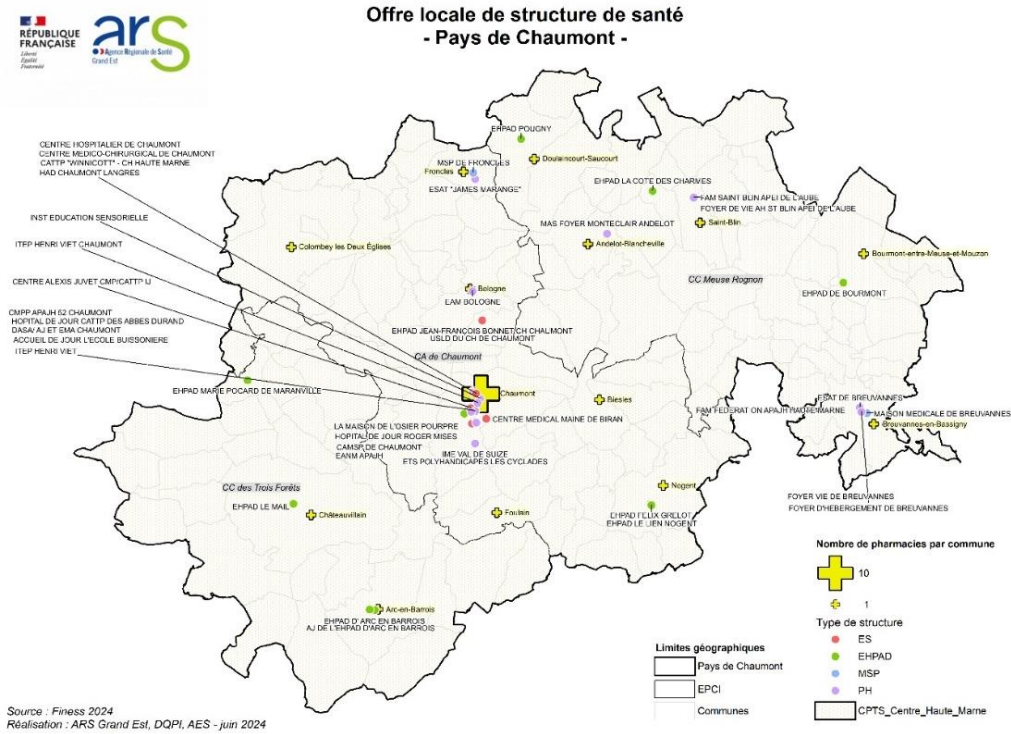 RÉPUBLIQUE
FRANÇAISE
Liberté
Égalité
Fraternité
ars
Agence Régionale de Santé
Grand Est
Offre locale de structure de santé
- Pays de Chaumont -
CENTRE HOSPITALIER DE CHAUMONT
CENTRE MEDICO-CHIRURGICAL DE CHAUMONT
CATTP "WINNICOTT" - CH HAUTE MARNE
HAD CHAUMONT LANGRES
INST EDUCATION SENSORIELLE
ITEP HENRI VIET CHAUMONT
CENTRE ALEXIS JUVET CMP/CATTP IJ
CMPP APAJH 52 CHAUMONT
HOPITAL DE JOUR CATTP DES ABBES DURAND
DASA/ AJ ET EMA CHAUMONT
ACCUEIL DE JOUR L'ECOLE BUISSONIERE
ITEP HENRI VIET
EHPAD POUGNY
Doulaincourt-Saucourt
MSP DE FRONCLES
Froncles
ESAT "JAMES MARANGE"
EHPAD LA COTE DES CHARMES
FAM SAINT BLIN APEI DE L'AUBE
FOYER DE VIE AH ST BLIN APEI DE L'AUBE
Saint-Blin
MAS FOYER MONTECLAIR ANDELOT
Andelot-Blancheville
Colombey les Deux Églises
Bourmont-entre-Meuse-et-Mouzon
CC Meuse Rognon
EHPAD DE BOURMONT
Bologne
EAM BOLOGNE
EHPAD JEAN-FRANÇOIS BONNET/CH CHAUMONT
USLD DU CH DE CHAUMONT
CA de Chaumont
EHPAD MARIE POCARD DE MARANVILLE
Chaumont
Biesles
ESAT DE BREUVANNES
FAM FEDERATION APAJH HAUTE MARNE
MAISON MEDICALE DE BREUVANNES
Breuvannes-en-Bassigny
CENTRE MEDICAL MAINE DE BIRAN
LA MAISON DE L'OSIER POURPRE
HOPITAL DE JOUR ROGER MISES
CAMSP DE CHAUMONT
EANM APAJH
IME VAL DE SUIZE
ETS POLYHANDICAPES LES CYCLADES
CC des Trois Forêts
EHPAD LE MAIL
Châteauvillain
Foulain
Nogent
EHPAD FELIX GRELOT
EHPAD LE LIEN NOGENT
FOYER VIE DE BREUVANNES
FOYER D'HEBERGEMENT DE BREUVANNES
Arc-en-Barrois
EHPAD D'ARC EN BARROIS
AJ DE L'EHPAD D'ARC EN BARROIS
Nombre de pharmacies par commune
10
1
Type de structure
ES
EHPAD
MSP
PH
CPTS_Centre_Haute_Marne
Limites géographiques
Pays de Chaumont
EPCI
Communes
Source : Finess 2024
Réalisation : ARS Grand Est, DQPI, AES - juin 2024